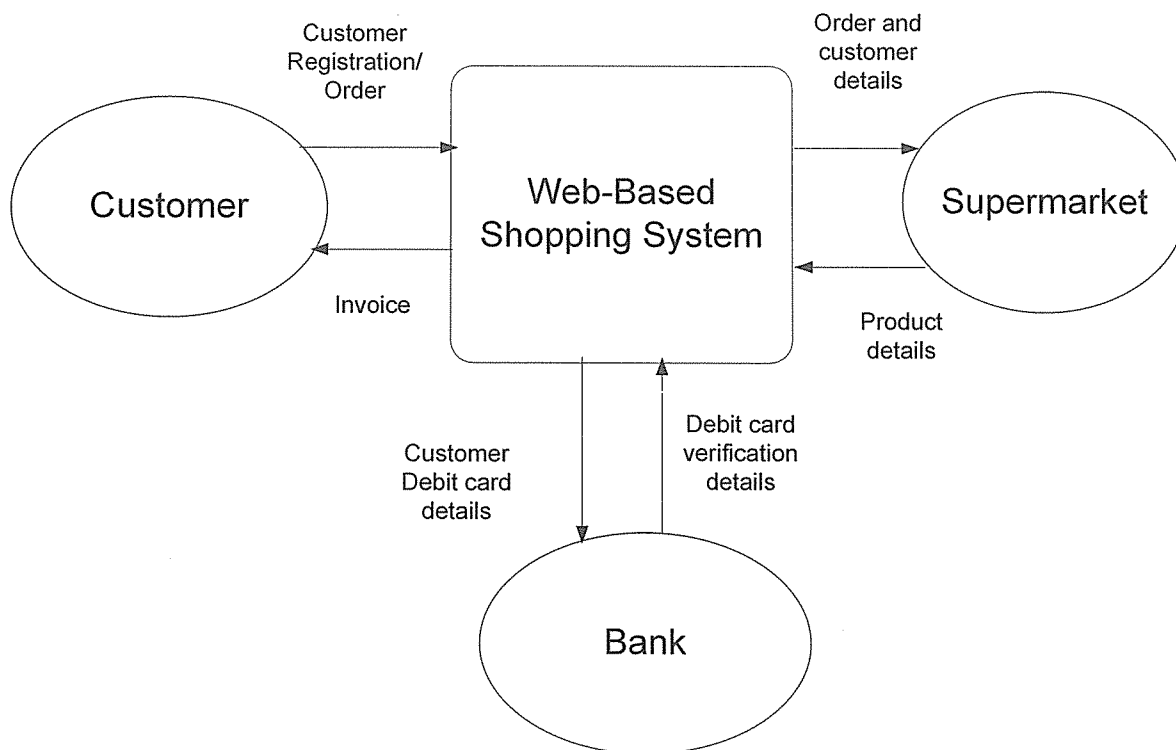 Customer
Registration/
Order
Order and
customer
details
Customer
Web-Based
Shopping System
Supermarket
Invoice
Product
details
Customer
Debit card
details
Debit card
verification
details
Bank